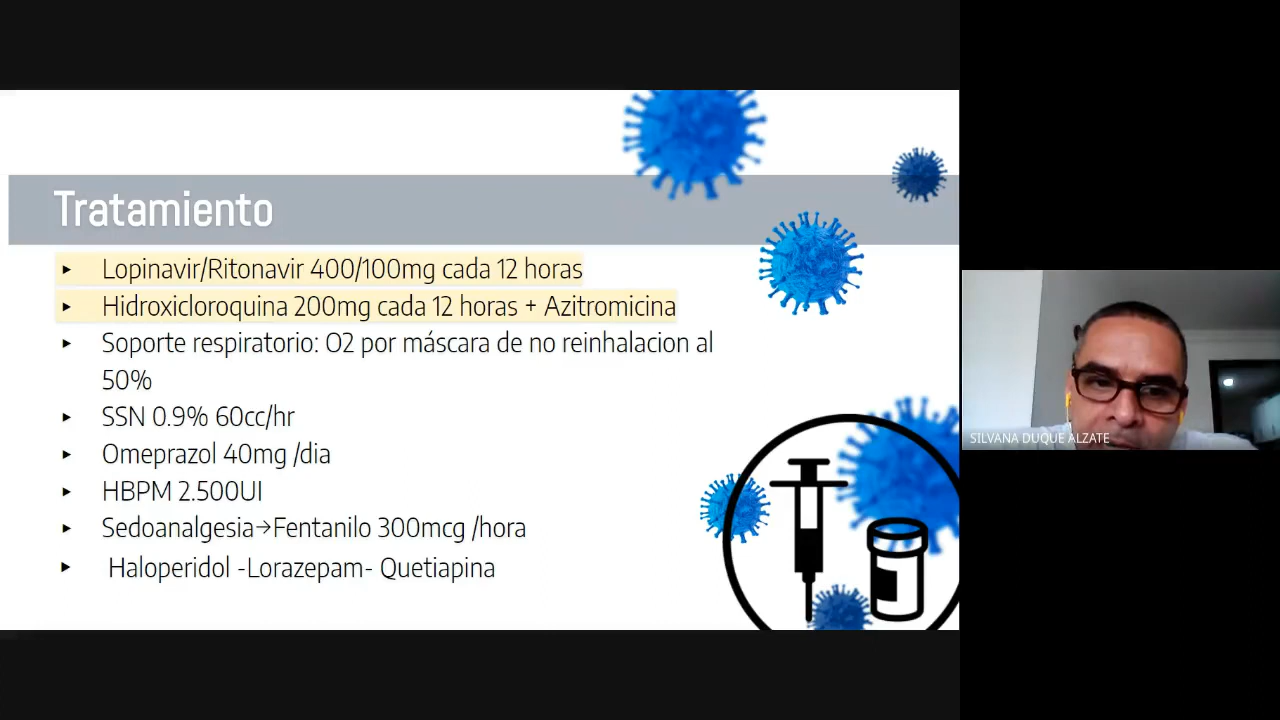 Tratamiento
▸ Lopinavir/Ritonavir 400/100mg cada 12 horas
▸ Hidroxicloroquina 200mg cada 12 horas + Azitromicina
▸ Soporte respiratorio: O2 por máscara de no reinhalacion al
50%
▸ SSN 0.9% 60cc/hr
▸ Omeprazol 40mg /dia
▸ HBPM 2.500UI
▸ Sedoanalgesia→Fentanilo 300mcg /hora
▸ Haloperidol -Lorazepam- Quetiapina
SILVANA DUQUE ALZATE